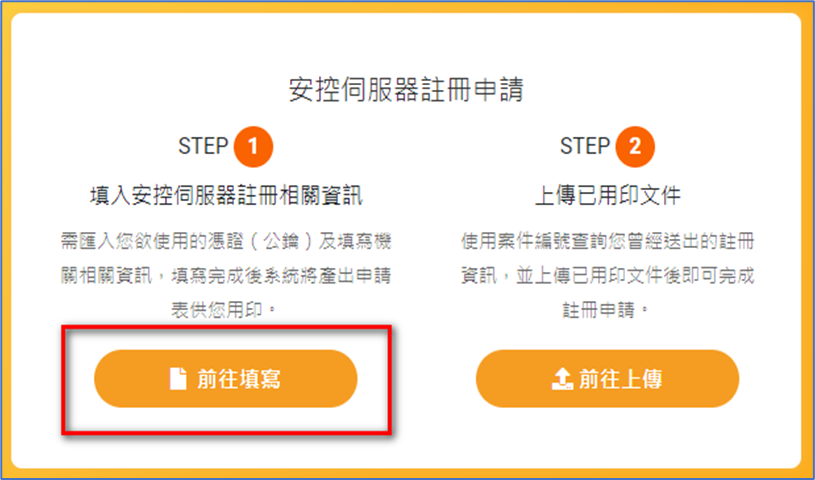 安控伺服器註冊申請
STEP 1
填入安控伺服器註冊相關資訊
需匯入您欲使用的憑證（公鑰）及填寫機
關相關資訊，填寫完成後系統將產出申請
表供您用印。
前往填寫
STEP 2
上傳已用印文件
使用案件編號查詢您曾經送出的註冊
資訊，並上傳已用印文件後即可完成
註冊申請。
前往上傳